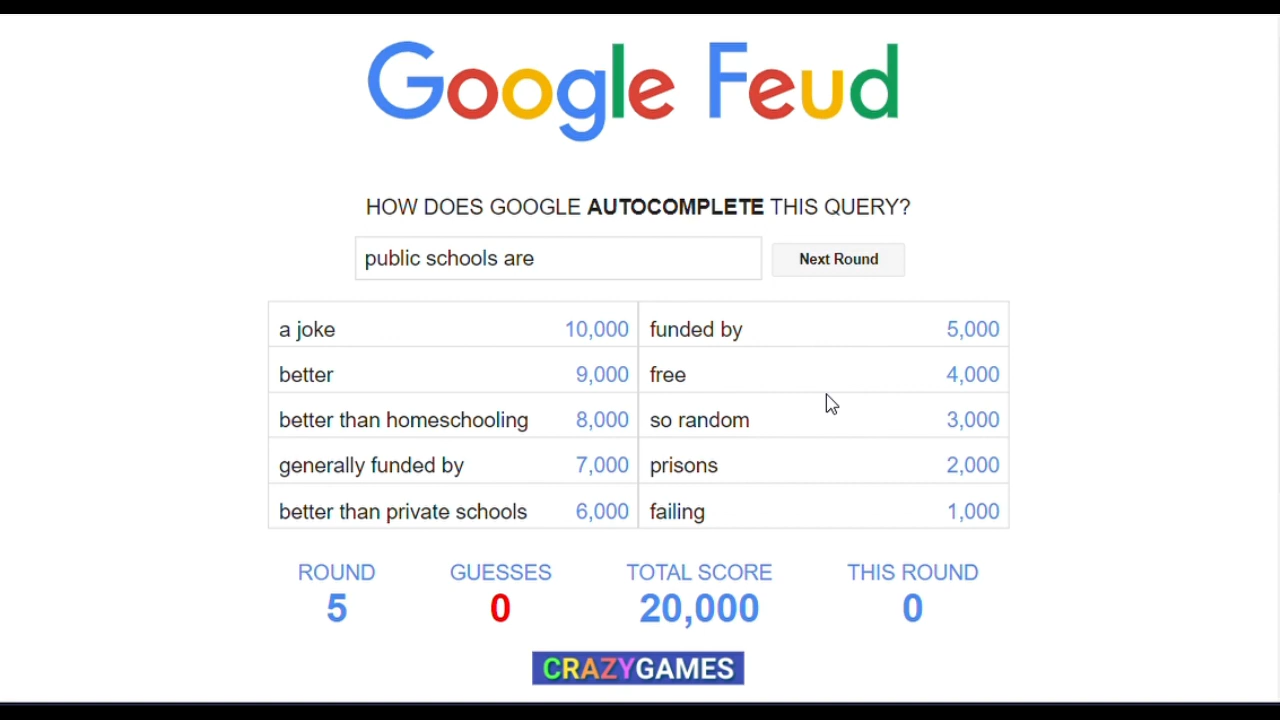 Google Feud
HOW DOES GOOGLE AUTOCOMPLETE THIS QUERY?
public schools are
Next Round
a joke 10,000
better 9,000
better than homeschooling 8,000
generally funded by 7,000
better than private schools 6,000
funded by 5,000
free 4,000
so random 3,000
prisons 2,000
failing 1,000
ROUND GUESSES TOTAL SCORE THIS ROUND
5 0 20,000 0
CRAZYGAMES